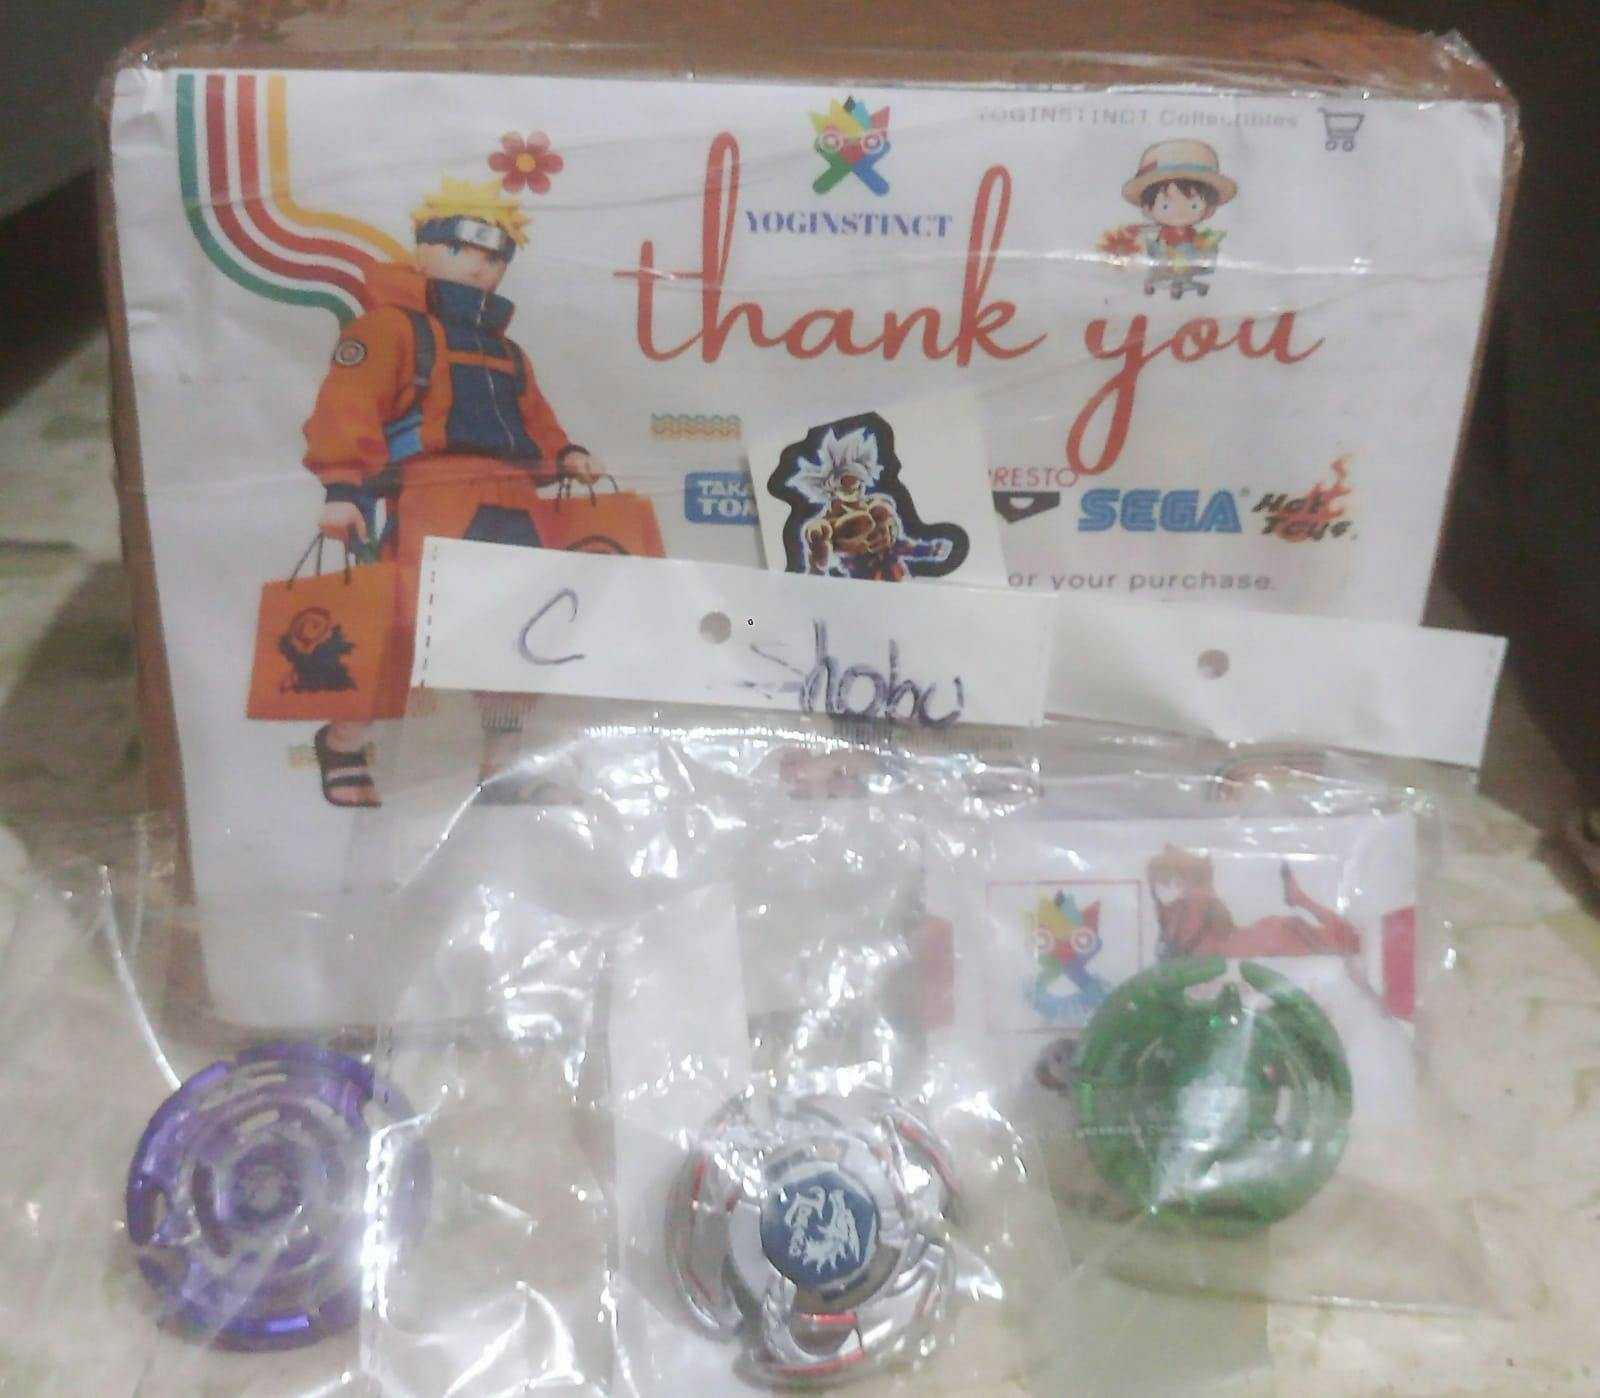 YOGINSTINCT Collectibles
YOGINSTINCT
thank you
TAKA
TOM
PRESTO
SEGA
Hot
Toys.
or your purchase.
C Shobu